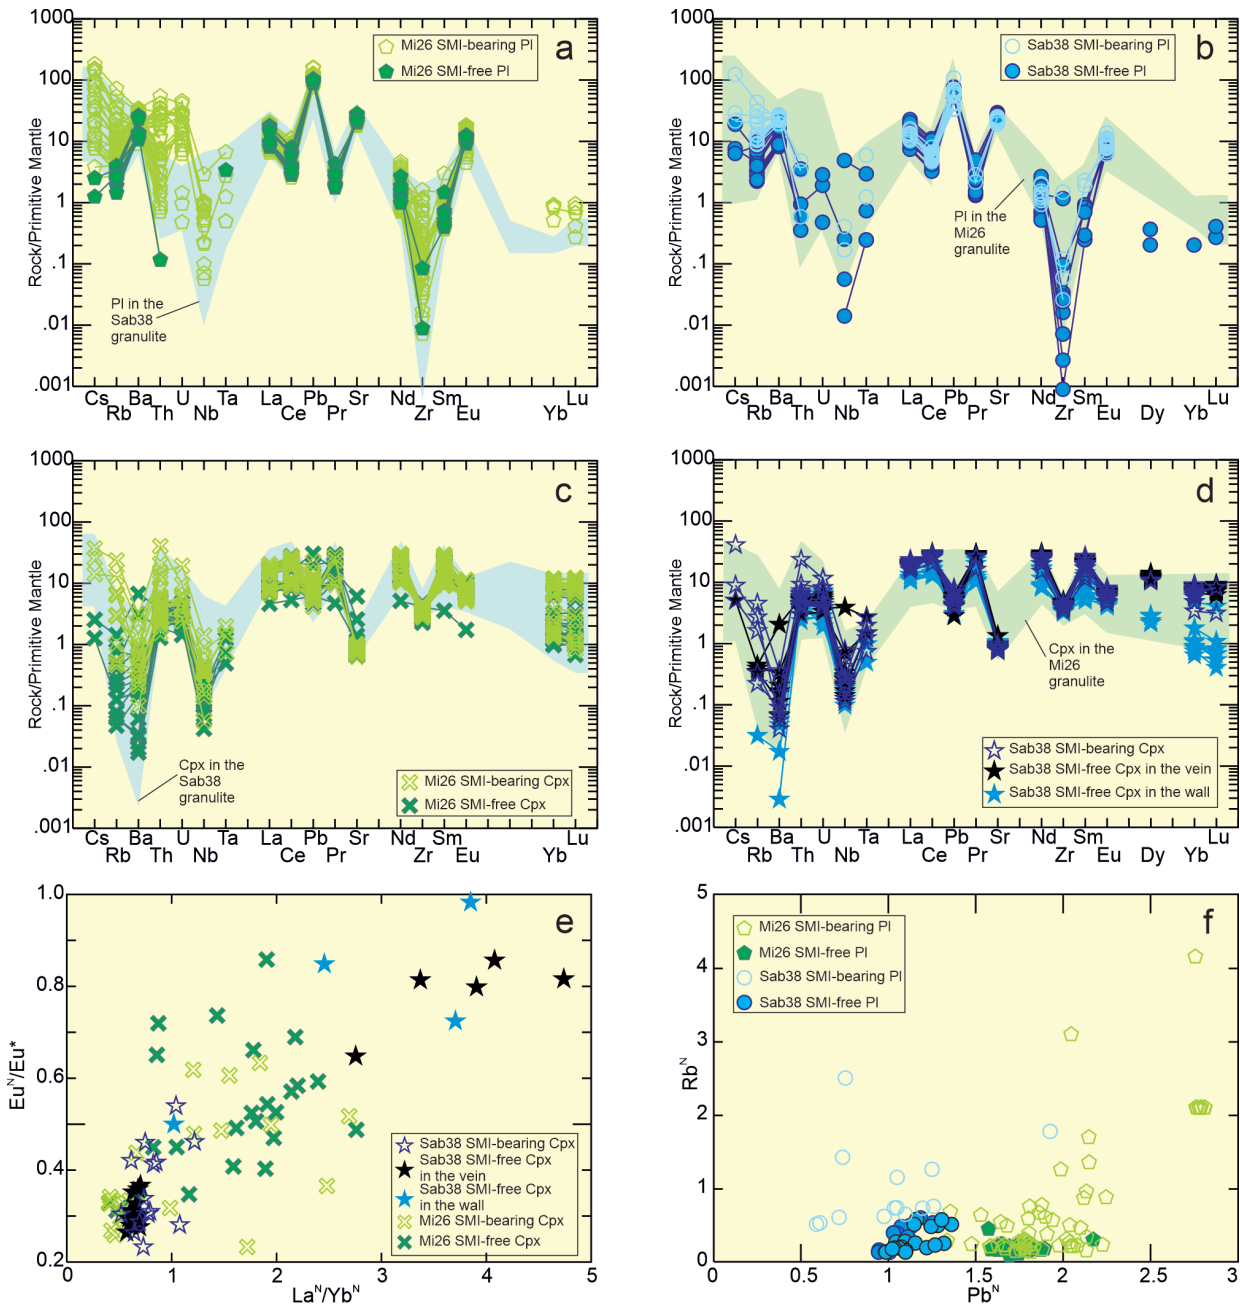 1000
100
10
1
.1
.01
.001
Rock/Primitive Mantle
a
Mi26 SMI-bearing Pl
Mi26 SMI-free Pl
Pl in the
Sab38
granulite
Cs
Rb
Ba
Th
U
Nb
Ta
La
Ce
Pb
Pr
Sr
Nd
Zr
Sm
Eu
Yb
Lu
1000
100
10
1
.1
.01
.001
Rock/Primitive Mantle
b
Sab38 SMI-bearing Pl
Sab38 SMI-free Pl
Pl in the
Mi26
granulite
Cs
Rb
Ba
Th
U
Nb
Ta
La
Ce
Pb
Pr
Sr
Nd
Zr
Sm
Eu
Dy
Yb
Lu
1000
100
10
1
.1
.01
.001
Rock/Primitive Mantle
c
Cpx in the
Sab38
granulite
Mi26 SMI-bearing Cpx
Mi26 SMI-free Cpx
Cs
Rb
Ba
Th
U
Nb
Ta
La
Ce
Pb
Pr
Sr
Nd
Zr
Sm
Eu
Yb
Lu
1000
100
10
1
.1
.01
.001
Rock/Primitive Mantle
d
Cpx in the
Mi26
granulite
Sab38 SMI-bearing Cpx
Sab38 SMI-free Cpx in the vein
Sab38 SMI-free Cpx in the wall
Cs
Rb
Ba
Th
U
Nb
Ta
La
Ce
Pb
Pr
Sr
Nd
Zr
Sm
Eu
Dy
Yb
Lu
1.0
0.8
0.6
0.4
0.2
Eu^N/Eu*
e
Sab38 SMI-bearing Cpx
Sab38 SMI-free Cpx
in the vein
Sab38 SMI-free Cpx
in the wall
Mi26 SMI-bearing Cpx
Mi26 SMI-free Cpx
0 1 2 3 4 5
La^N/Yb^N
5
4
3
2
1
0
Rb^N
f
Mi26 SMI-bearing Pl
Mi26 SMI-free Pl
Sab38 SMI-bearing Pl
Sab38 SMI-free Pl
0 0.5 1 1.5 2 2.5 3
Pb^N